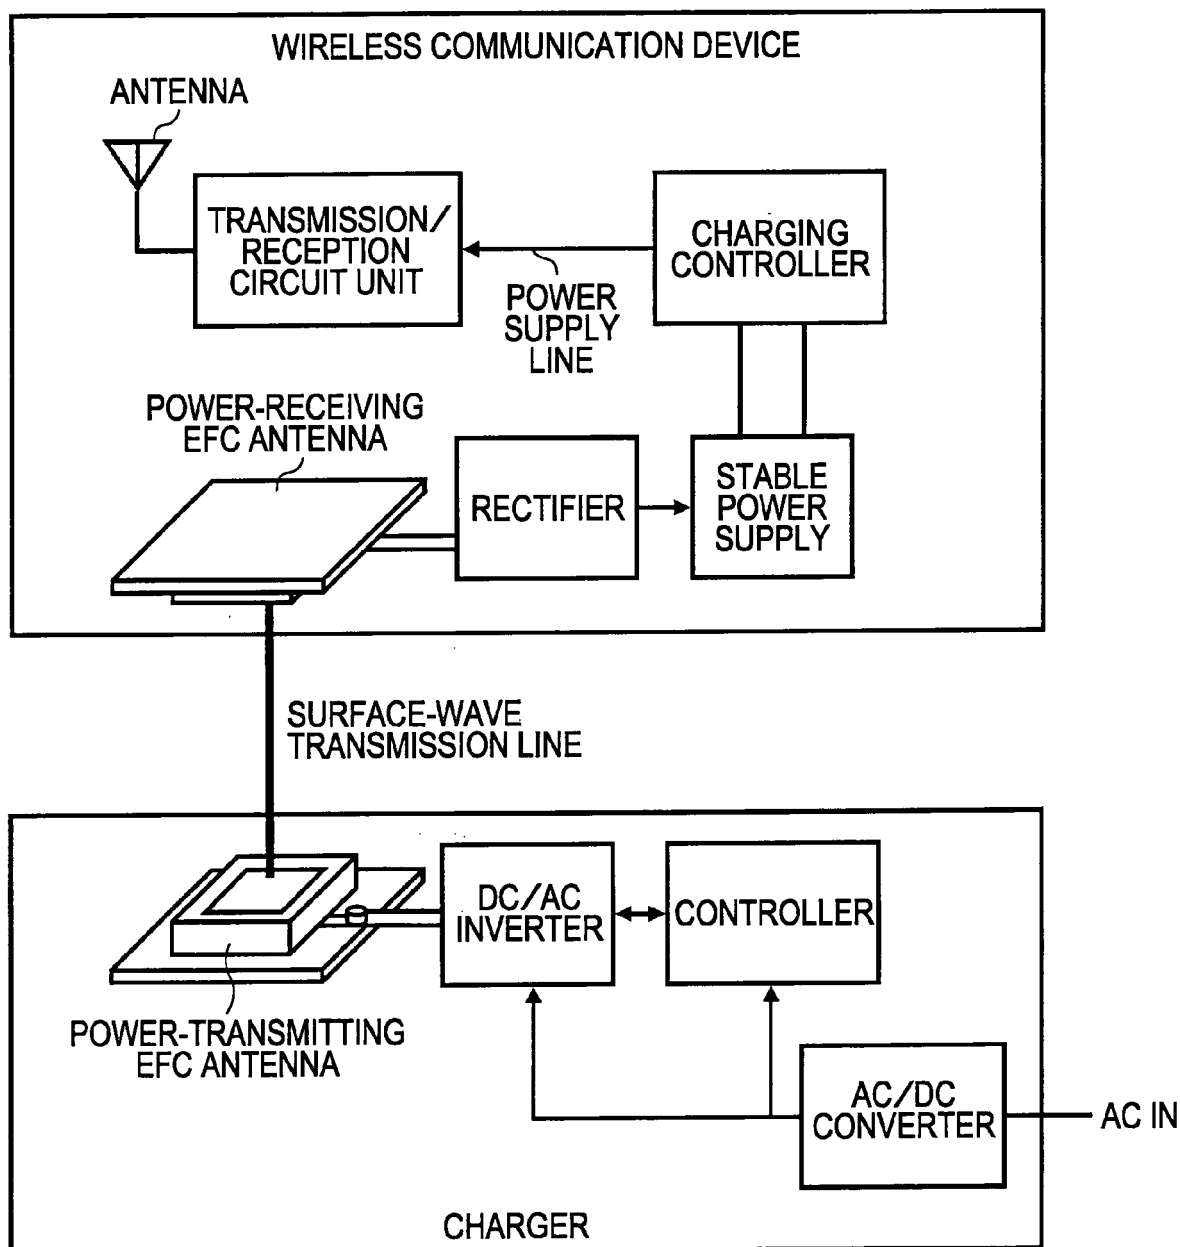 WIRELESS COMMUNICATION DEVICE
ANTENNA
TRANSMISSION/
RECEPTION
CIRCUIT UNIT
CHARGING
CONTROLLER
POWER
SUPPLY
LINE
POWER-RECEIVING
EFC ANTENNA
RECTIFIER
STABLE
POWER
SUPPLY
SURFACE-WAVE
TRANSMISSION LINE
DC/AC
INVERTER
CONTROLLER
POWER-TRANSMITTING
EFC ANTENNA
AC/DC
CONVERTER
AC IN
CHARGER